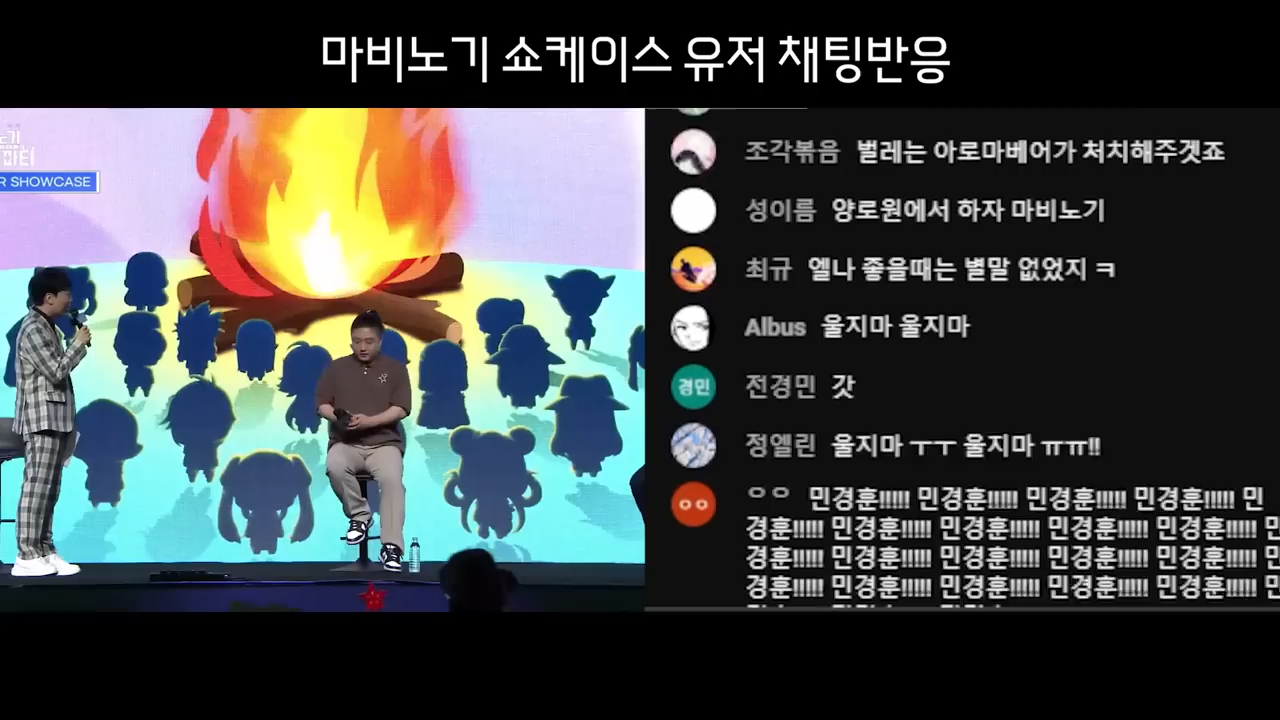 마비노기 쇼케이스 유저 채팅반응
노기
파티
R SHOWCASE
조각볶음 벌레는 아로마베어가 처치해주겟죠
성이름 양로원에서 하자 마비노기
최규 엘나 좋을때는 별말 없었지 ㅋ
Albus 울지마 울지마
경민 전경민 갓
정엘린 울지마 ㅜㅜ 울지마 ㅠㅠ!!
ㅇㅇ ㅇㅇ 민경훈!!!!! 민경훈!!!!! 민경훈!!!!! 민경훈!!!!! 민
경훈!!!!! 민경훈!!!!! 민경훈!!!!! 민경훈!!!!! 민경훈!!!!! 민
경훈!!!!! 민경훈!!!!! 민경훈!!!!! 민경훈!!!!! 민경훈!!!!! 민
경훈!!!!! 민경훈!!!!! 민경훈!!!!! 민경훈!!!!! 민경훈!!!!! 민